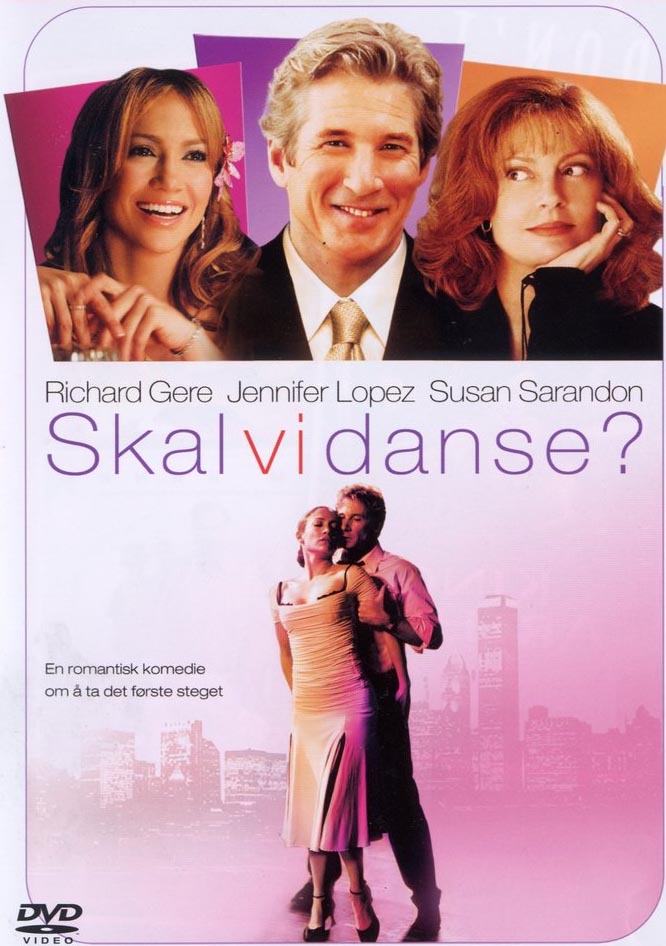 Richard Gere Jennifer Lopez Susan Sarandon
Skal vi danse?
En romantisk komedie
om å ta det første steget
DVD
VIDEO